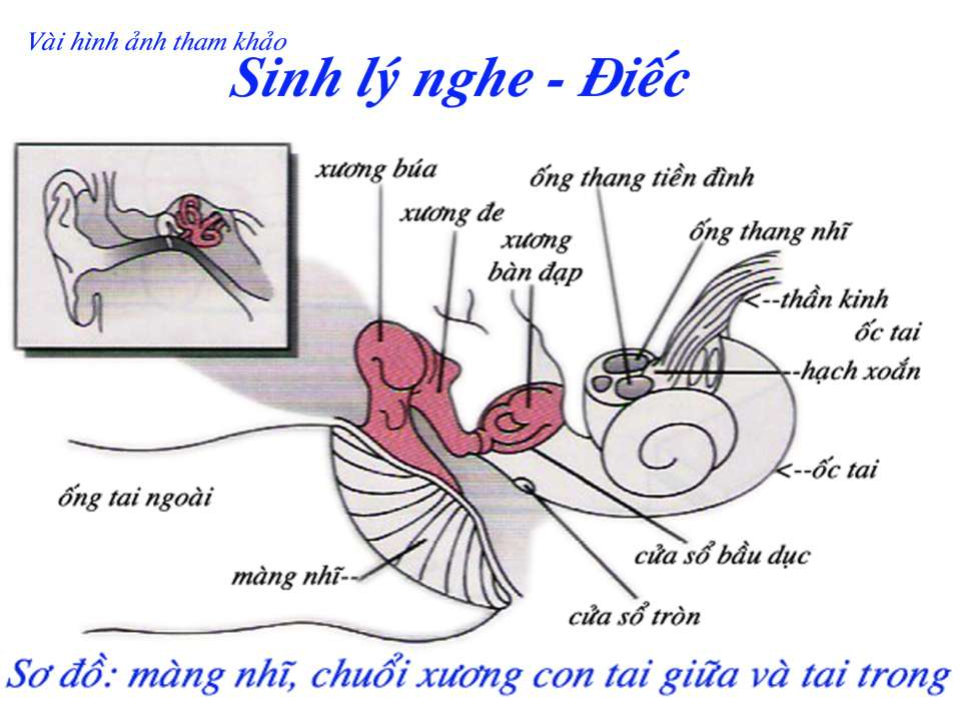 Vài hình ảnh tham khảo
Sinh lý nghe - Điếc
xương búa
ống thang tiền đình
xương đe
xương
bàn đạp
ống thang nhĩ
<--thần kinh
ốc tai
--hạch xoắn
<--ốc tai
ống tai ngoài
cửa sổ bầu dục
màng nhĩ--
cửa sổ tròn
Sơ đồ: màng nhĩ, chuổi xương con tai giữa và tai trong